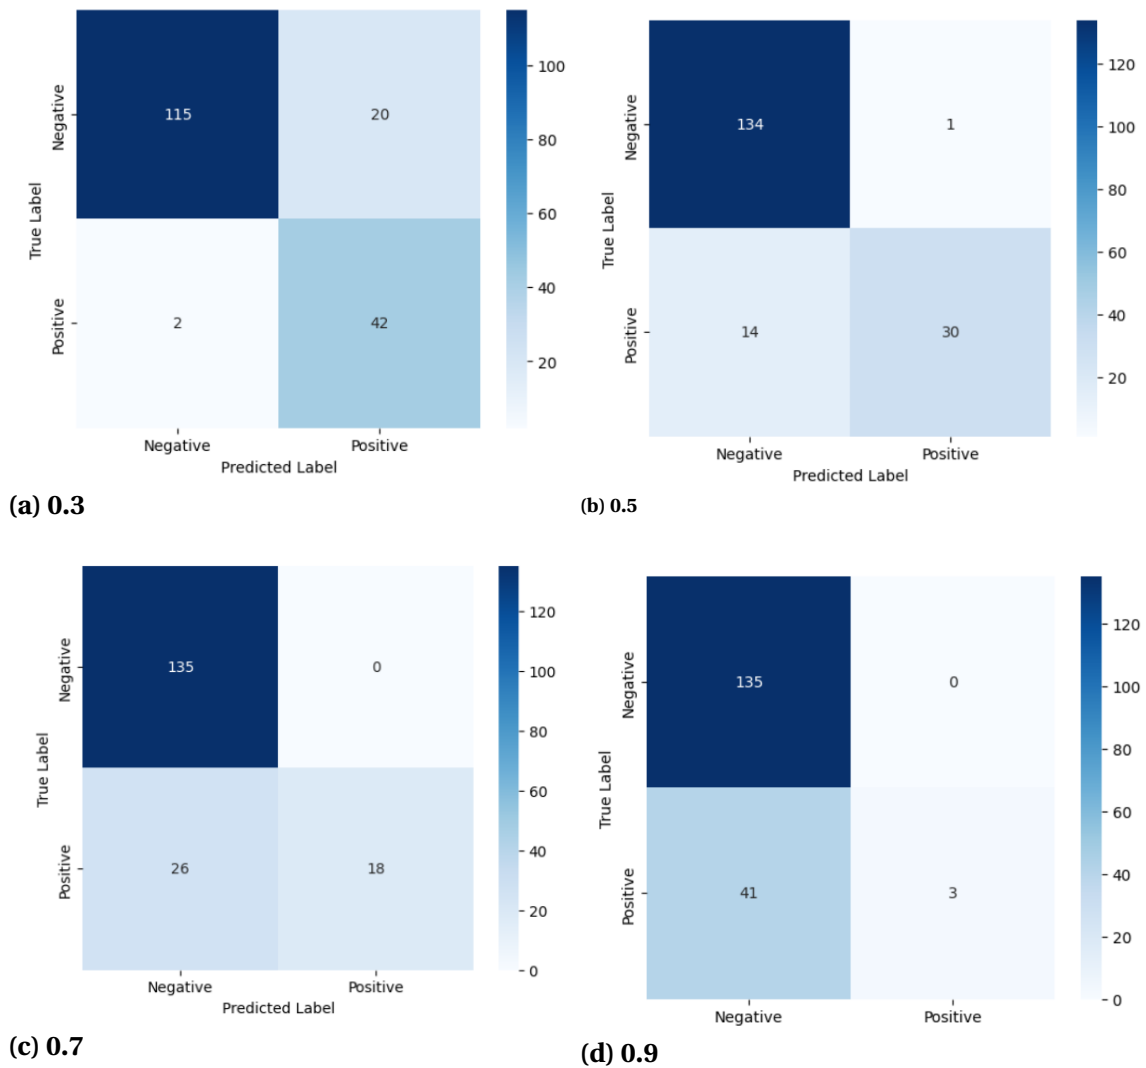 115 20
2 42
Negative
Positive
True Label
Negative Positive
Predicted Label
100
80
60
40
20
(a) 0.3
134 1
14 30
Negative
Positive
True Label
Negative Positive
Predicted Label
120
100
80
60
40
20
(b) 0.5
135 0
26 18
Negative
Positive
True Label
Negative Positive
Predicted Label
120
100
80
60
40
20
0
(c) 0.7
135 0
41 3
Negative
Positive
True Label
Negative Positive
120
100
80
60
40
20
0
(d) 0.9